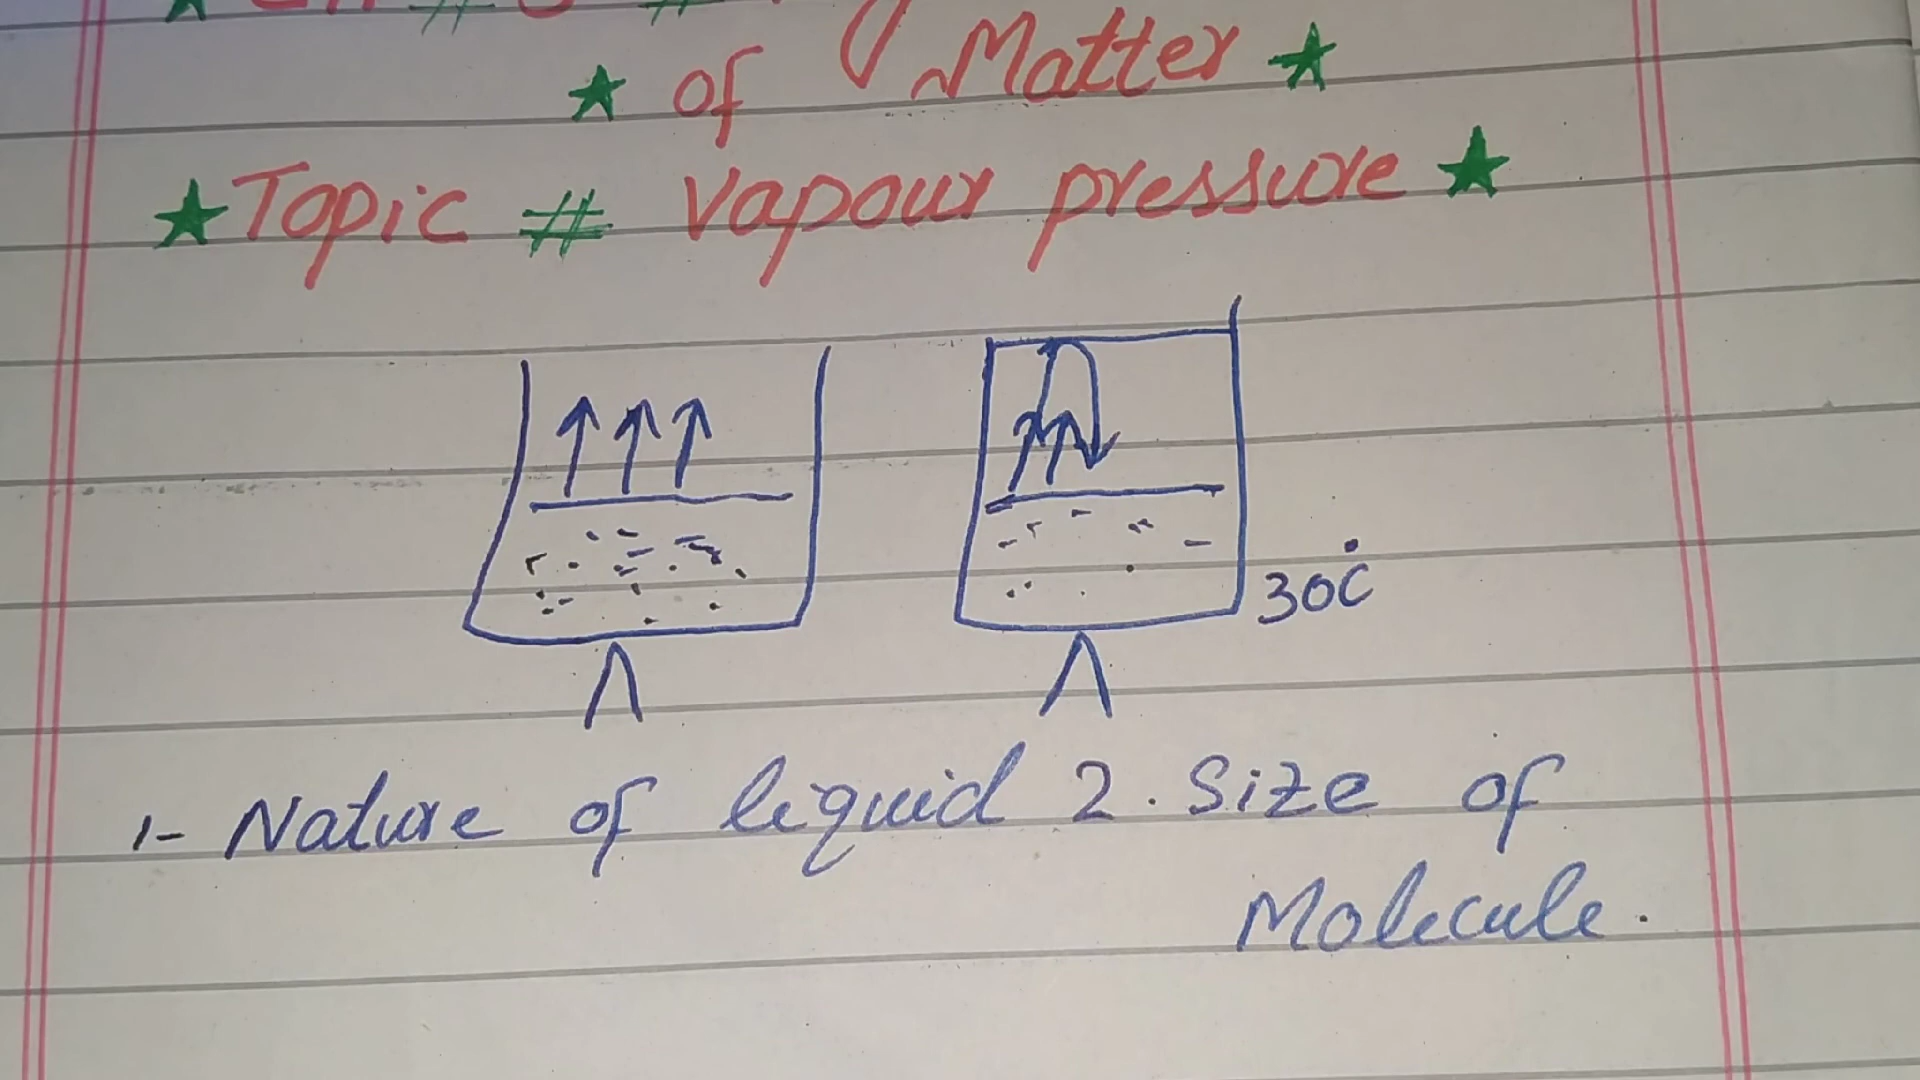 of Matter
Topic # Vapour pressure
30°C
1- Nature of liquid 2. Size of
Molecule.